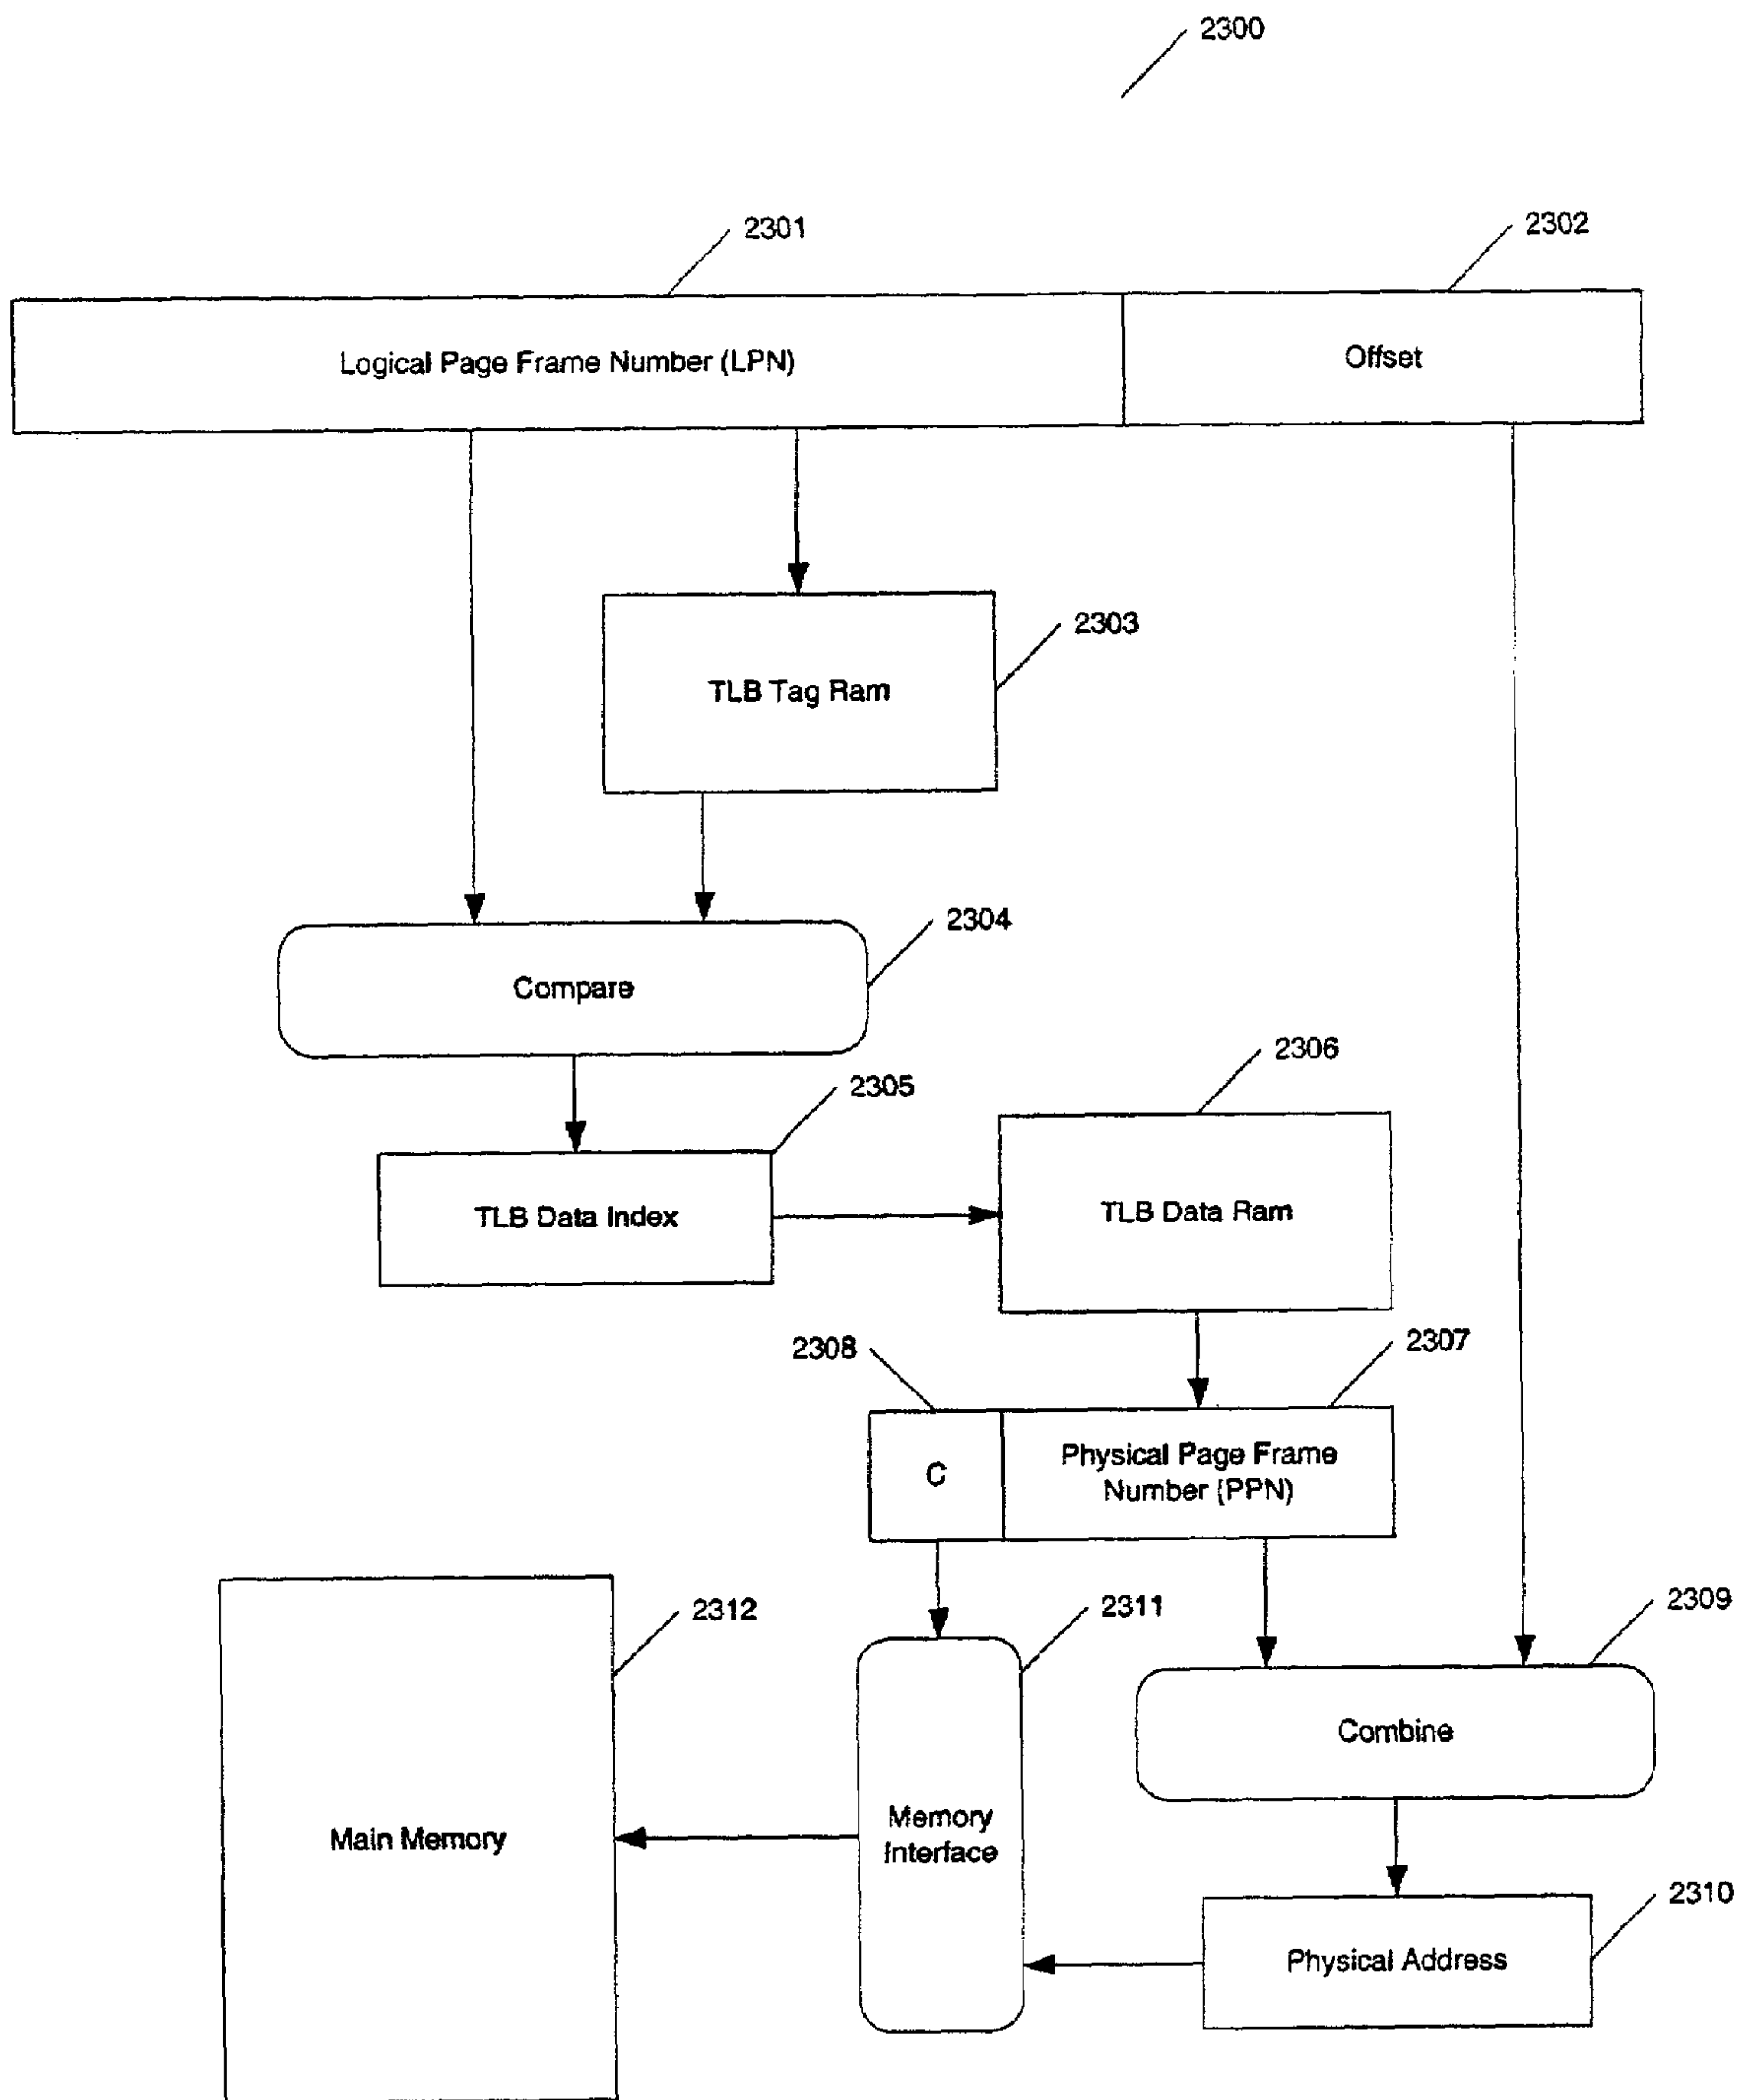 2300
2301
2302
Logical Page Frame Number (LPN)
Offset
2303
TLB Tag Ram
2304
Compare
2305
2306
TLB Data Index
TLB Data Ram
2308
2307
C
Physical Page Frame
Number (PPN)
2312
2311
2309
Combine
Main Memory
Memory
Interface
2310
Physical Address